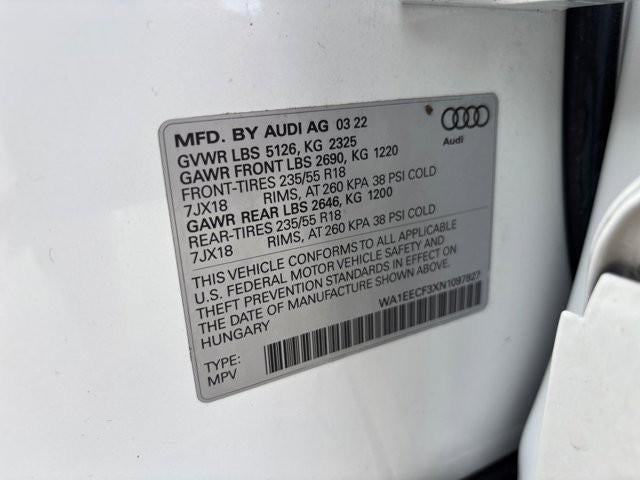 MFD. BY AUDI AG 03 22
GVWR LBS 5126, KG 2325
GAWR FRONT LBS 2690, KG 1220
FRONT-TIRES 235/55 R18
7JX18 RIMS, AT 260 KPA 38 PSI COLD
GAWR REAR LBS 2646, KG 1200
REAR-TIRES 235/55 R18
7JX18 RIMS, AT 260 KPA 38 PSI COLD
THIS VEHICLE CONFORMS TO ALL APPLICABLE
U.S. FEDERAL MOTOR VEHICLE SAFETY AND
THEFT PREVENTION STANDARDS IN EFFECT ON
THE DATE OF MANUFACTURE SHOWN ABOVE.
HUNGARY
WA1EECF3XN1097927
TYPE:
MPV
Audi